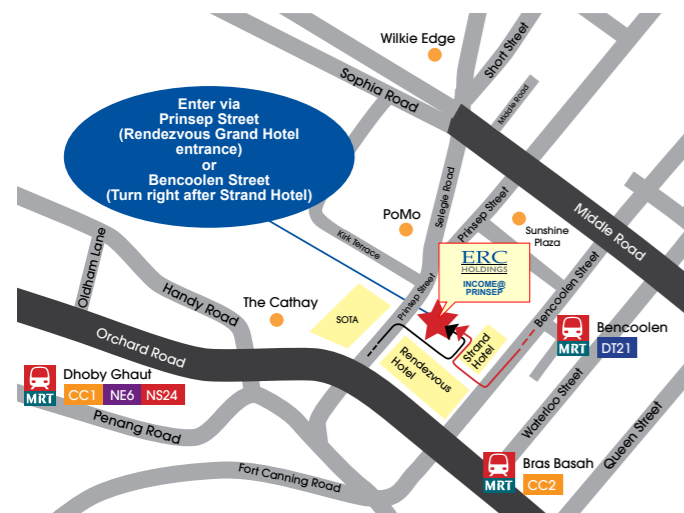 Wilkie Edge
Short Street
Sophia Road
Middle Road
Enter via
Prinsep Street
(Rendezvous Grand Hotel
entrance)
or
Bencoolen Street
(Turn right after Strand Hotel)
Selegie Road
Prinsep Street
PoMo
Sunshine
Plaza
Middle Road
Kirk Terrace
ERC
HOLDINGS
INCOME@
PRINSEP
Oldham Lane
Handy Road
The Cathay
SOTA
Prinsep Street
Bencoolen Street
Strand
Hotel
Rendezvous
Hotel
Orchard Road
MRT
Bencoolen
DT21
MRT
Dhoby Ghaut
CC1 NE6 NS24
Penang Road
Fort Canning Road
Waterloo Street
Queen Street
MRT
Bras Basah
CC2